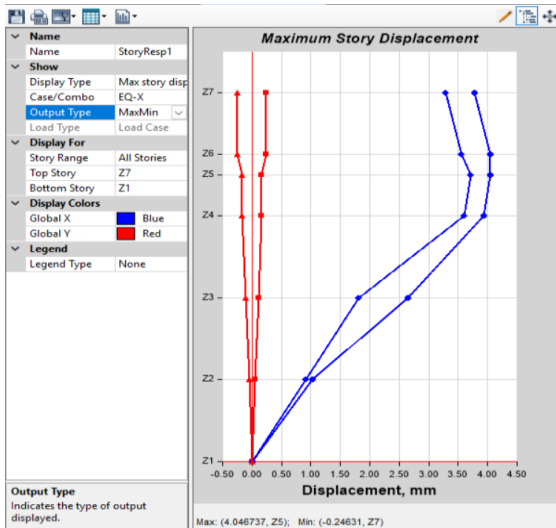 Name
Name StoryResp1
Show
Display Type Max story disp
Case/Combo EQ-X
Output Type MaxMin
Load Type Load Case
Display For
Story Range All Stories
Top Story Z7
Bottom Story Z1
Display Colors
Global X Blue
Global Y Red
Legend
Legend Type None
Output Type
Indicates the type of output
displayed.
Maximum Story Displacement
Z7
Z6
Z5
Z4
Z3
Z2
Z1
-0.50 0.00 0.50 1.00 1.50 2.00 2.50 3.00 3.50 4.00 4.50
Displacement, mm
Max: (4.046737, Z5); Min: (-0.24631, Z7)